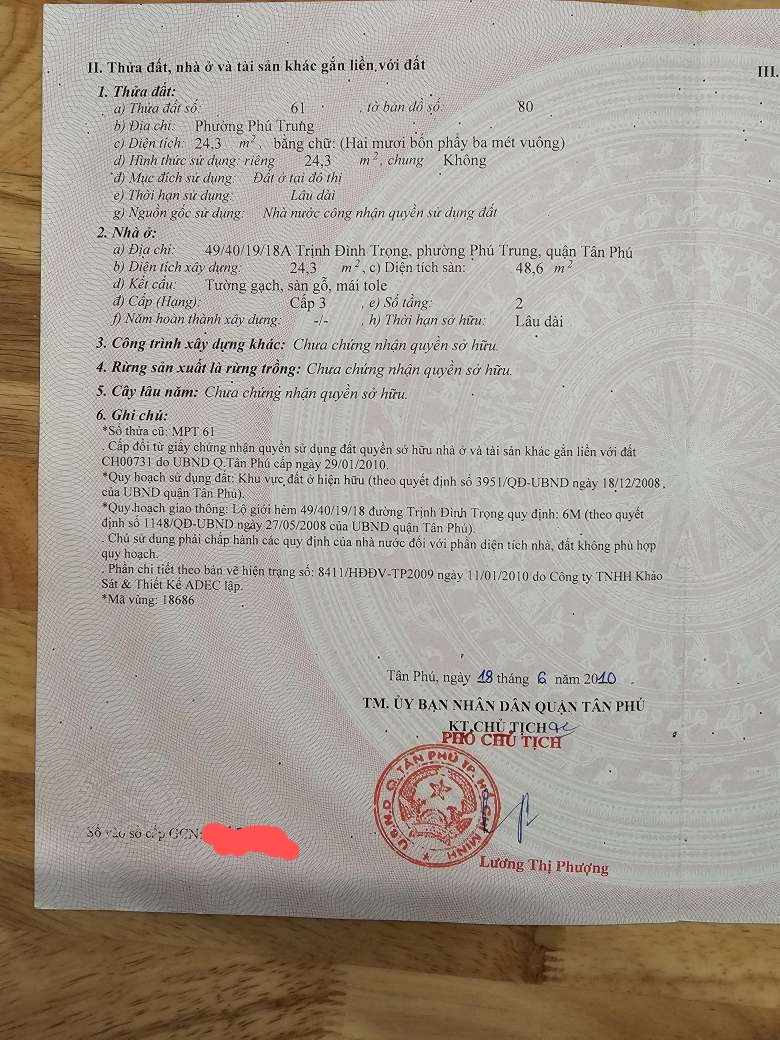 II. Thửa đất, nhà ở và tài sản khác gắn liền với đất
III.
1. Thửa đất:
a) Thửa đất số: 61 , tờ bản đồ số: 80
b) Địa chỉ: Phường Phú Trung
c) Diện tích: 24,3 m², bằng chữ: (Hai mươi bốn phẩy ba mét vuông)
d) Hình thức sử dụng: riêng 24,3 m², chung Không
đ) Mục đích sử dụng: Đất ở tại đô thị
e) Thời hạn sử dụng: Lâu dài
g) Nguồn gốc sử dụng: Nhà nước công nhận quyền sử dụng đất
2. Nhà ở:
a) Địa chỉ: 49/40/19/18A Trịnh Đình Trọng, phường Phú Trung, quận Tân Phú
b) Diện tích xây dựng: 24,3 m², c) Diện tích sàn: 48,6 m²
d) Kết cấu: Tường gạch, sàn gỗ, mái tole
đ) Cấp (Hạng): Cấp 3 , e) Số tầng: 2
f) Năm hoàn thành xây dựng: -/- , h) Thời hạn sở hữu: Lâu dài
3. Công trình xây dựng khác: Chưa chứng nhận quyền sở hữu.
4. Rừng sản xuất là rừng trồng: Chưa chứng nhận quyền sở hữu.
5. Cây lâu năm: Chưa chứng nhận quyền sở hữu.
6. Ghi chú:
*Số thửa cũ: MPT 61
. Cấp đổi từ giấy chứng nhận quyền sử dụng đất quyền sở hữu nhà ở và tài sản khác gắn liền với đất
CH00731 do UBND Q.Tân Phú cấp ngày 29/01/2010.
*Quy hoạch sử dụng đất: Khu vực đất ở hiện hữu (theo quyết định số 3951/QĐ-UBND ngày 18/12/2008
của UBND quận Tân Phú).
*Quy hoạch giao thông: Lộ giới hẻm 49/40/19/18 đường Trịnh Đình Trọng quy định: 6M (theo quyết
định số 1148/QĐ-UBND ngày 27/05/2008 của UBND quận Tân Phú).
. Chủ sử dụng phải chấp hành các quy định của nhà nước đối với phần diện tích nhà, đất không phù hợp
quy hoạch.
. Phần chi tiết theo bản vẽ hiện trạng số: 8411/HĐĐV-TP2009 ngày 11/01/2010 do Công ty TNHH Khảo
Sát & Thiết Kế ADEC lập.
*Mã vùng: 18686
Tân Phú, ngày 18 tháng 6 năm 2010
TM. ỦY BAN NHÂN DÂN QUẬN TÂN PHÚ
KT.CHỦ TỊCH
PHÓ CHỦ TỊCH
U.B.N.D Q. TÂN PHÚ TP. HỒ CHÍ MINH
Số vào sổ cấp GCN:
Lương Thị Phượng